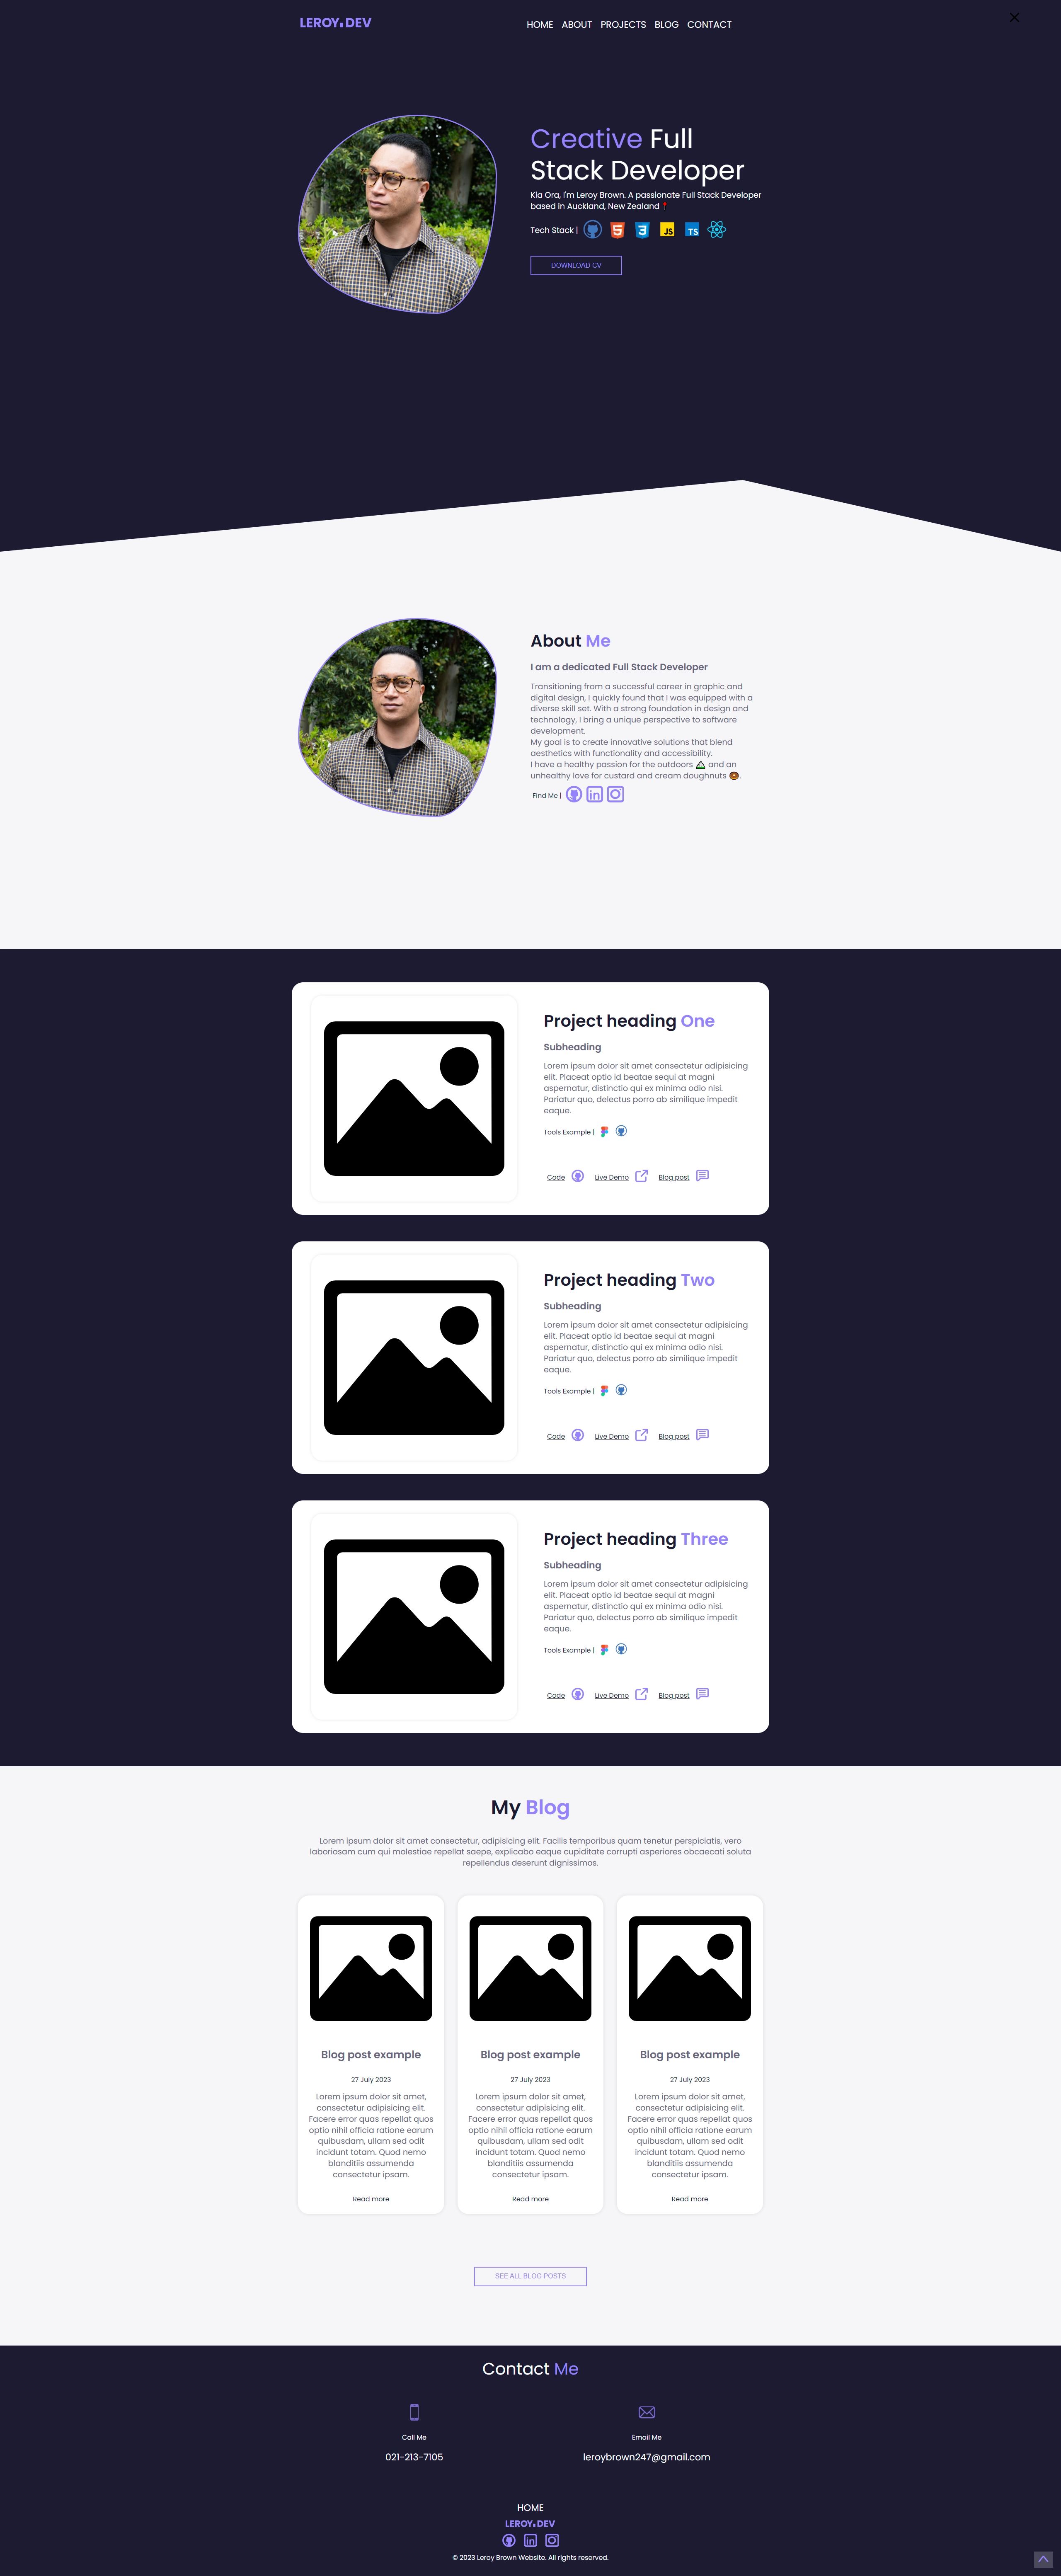 LEROY.DEV
HOME ABOUT PROJECTS BLOG CONTACT
Creative Full
Stack Developer
Kia Ora, I'm Leroy Brown. A passionate Full Stack Developer
based in Auckland, New Zealand
Tech Stack |
5 3 JS TS
DOWNLOAD CV
About Me
I am a dedicated Full Stack Developer
Transitioning from a successful career in graphic and
digital design, I quickly found that I was equipped with a
diverse skill set. With a strong foundation in design and
technology, I bring a unique perspective to software
development.
My goal is to create innovative solutions that blend
aesthetics with functionality and accessibility.
I have a healthy passion for the outdoors and an
unhealthy love for custard and cream doughnuts .
Find Me | in
Project heading One
Subheading
Lorem ipsum dolor sit amet consectetur adipisicing
elit. Placeat optio id beatae sequi at magni
aspernatur, distinctio qui ex minima odio nisi.
Pariatur quo, delectus porro ab similique impedit
eaque.
Tools Example |
Code Live Demo Blog post
Project heading Two
Subheading
Lorem ipsum dolor sit amet consectetur adipisicing
elit. Placeat optio id beatae sequi at magni
aspernatur, distinctio qui ex minima odio nisi.
Pariatur quo, delectus porro ab similique impedit
eaque.
Tools Example |
Code Live Demo Blog post
Project heading Three
Subheading
Lorem ipsum dolor sit amet consectetur adipisicing
elit. Placeat optio id beatae sequi at magni
aspernatur, distinctio qui ex minima odio nisi.
Pariatur quo, delectus porro ab similique impedit
eaque.
Tools Example |
Code Live Demo Blog post
My Blog
Lorem ipsum dolor sit amet consectetur, adipisicing elit. Facilis temporibus quam tenetur perspiciatis, vero
laboriosam cum qui molestiae repellat saepe, explicabo eaque cupiditate corrupti asperiores obcaecati soluta
repellendus deserunt dignissimos.
Blog post example
27 July 2023
Lorem ipsum dolor sit amet,
consectetur adipisicing elit.
Facere error quas repellat quos
optio nihil officia ratione earum
quibusdam, ullam sed odit
incidunt totam. Quod nemo
blanditiis assumenda
consectetur ipsam.
Read more
Blog post example
27 July 2023
Lorem ipsum dolor sit amet,
consectetur adipisicing elit.
Facere error quas repellat quos
optio nihil officia ratione earum
quibusdam, ullam sed odit
incidunt totam. Quod nemo
blanditiis assumenda
consectetur ipsam.
Read more
Blog post example
27 July 2023
Lorem ipsum dolor sit amet,
consectetur adipisicing elit.
Facere error quas repellat quos
optio nihil officia ratione earum
quibusdam, ullam sed odit
incidunt totam. Quod nemo
blanditiis assumenda
consectetur ipsam.
Read more
SEE ALL BLOG POSTS
Contact Me
Call Me
021-213-7105
Email Me
leroybrown247@gmail.com
HOME
LEROY.DEV
in
© 2023 Leroy Brown Website. All rights reserved.